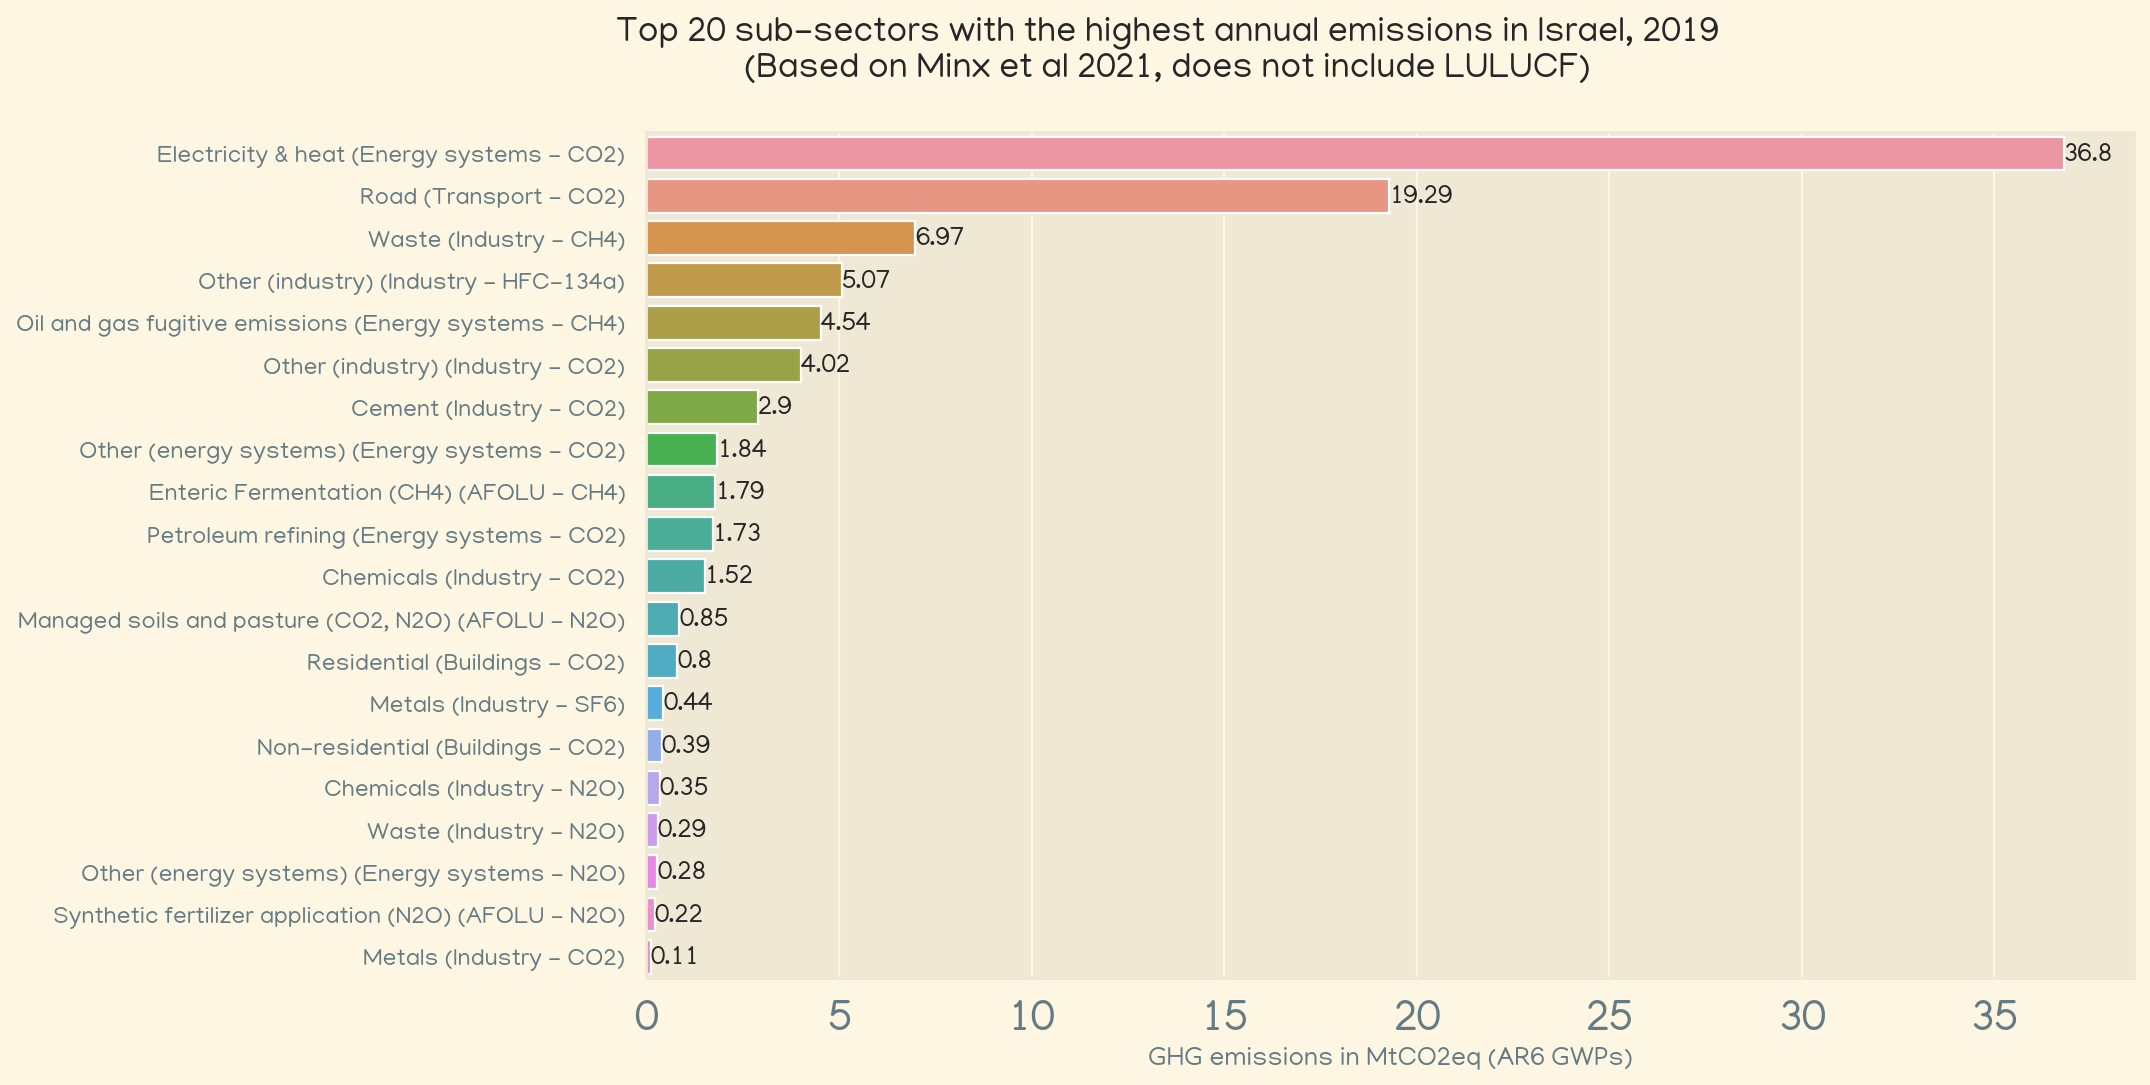 Top 20 sub-sectors with the highest annual emissions in Israel, 2019
(Based on Minx et al 2021, does not include LULUCF)
Electricity & heat (Energy systems - CO2) 36.8
Road (Transport - CO2) 19.29
Waste (Industry - CH4) 6.97
Other (industry) (Industry - HFC-134a) 5.07
Oil and gas fugitive emissions (Energy systems - CH4) 4.54
Other (industry) (Industry - CO2) 4.02
Cement (Industry - CO2) 2.9
Other (energy systems) (Energy systems - CO2) 1.84
Enteric Fermentation (CH4) (AFOLU - CH4) 1.79
Petroleum refining (Energy systems - CO2) 1.73
Chemicals (Industry - CO2) 1.52
Managed soils and pasture (CO2, N2O) (AFOLU - N2O) 0.85
Residential (Buildings - CO2) 0.8
Metals (Industry - SF6) 0.44
Non-residential (Buildings - CO2) 0.39
Chemicals (Industry - N2O) 0.35
Waste (Industry - N2O) 0.29
Other (energy systems) (Energy systems - N2O) 0.28
Synthetic fertilizer application (N2O) (AFOLU - N2O) 0.22
Metals (Industry - CO2) 0.11
0 5 10 15 20 25 30 35
GHG emissions in MtCO2eq (AR6 GWPs)